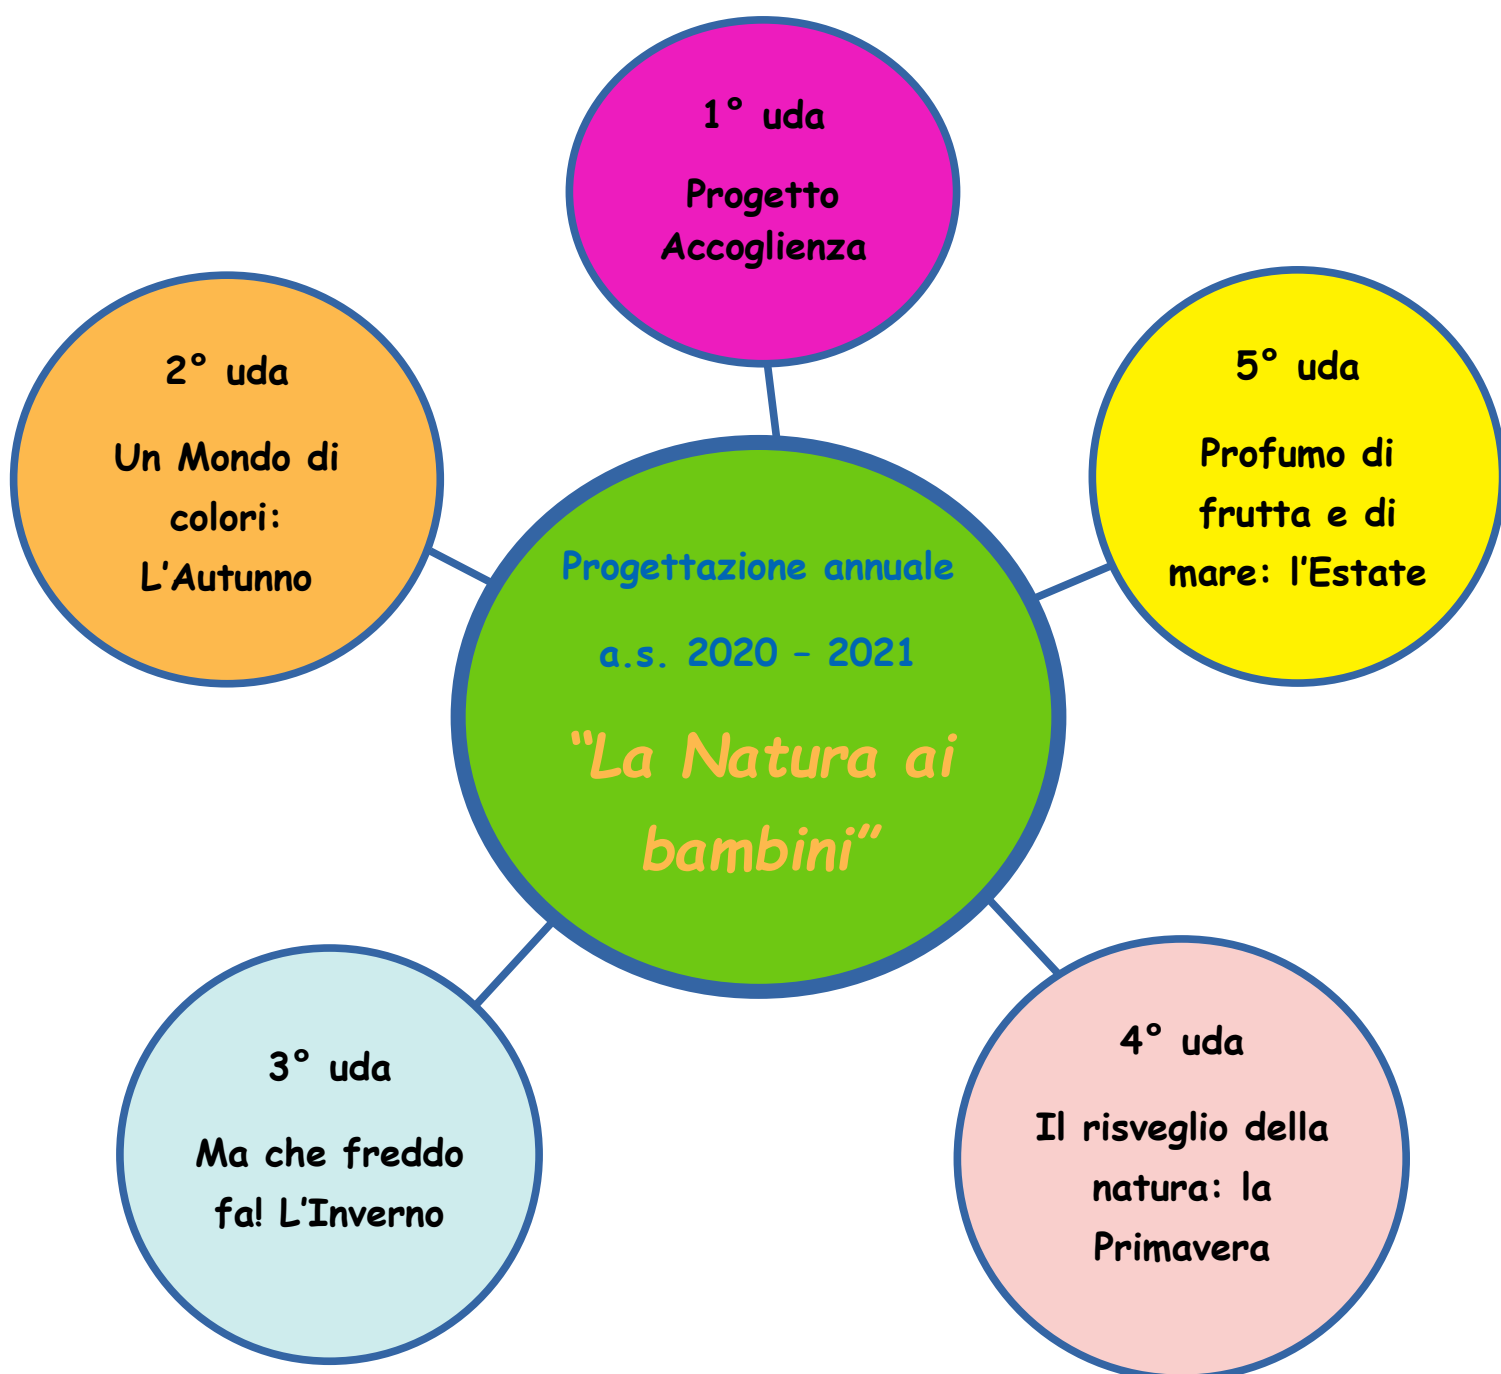 1° uda
Progetto
Accoglienza
2° uda
Un Mondo di
colori:
L’Autunno
5° uda
Profumo di
frutta e di
mare: l’Estate
Progettazione annuale
a.s. 2020 – 2021
“La Natura ai
bambini”
3° uda
Ma che freddo
fa! L’Inverno
4° uda
Il risveglio della
natura: la
Primavera